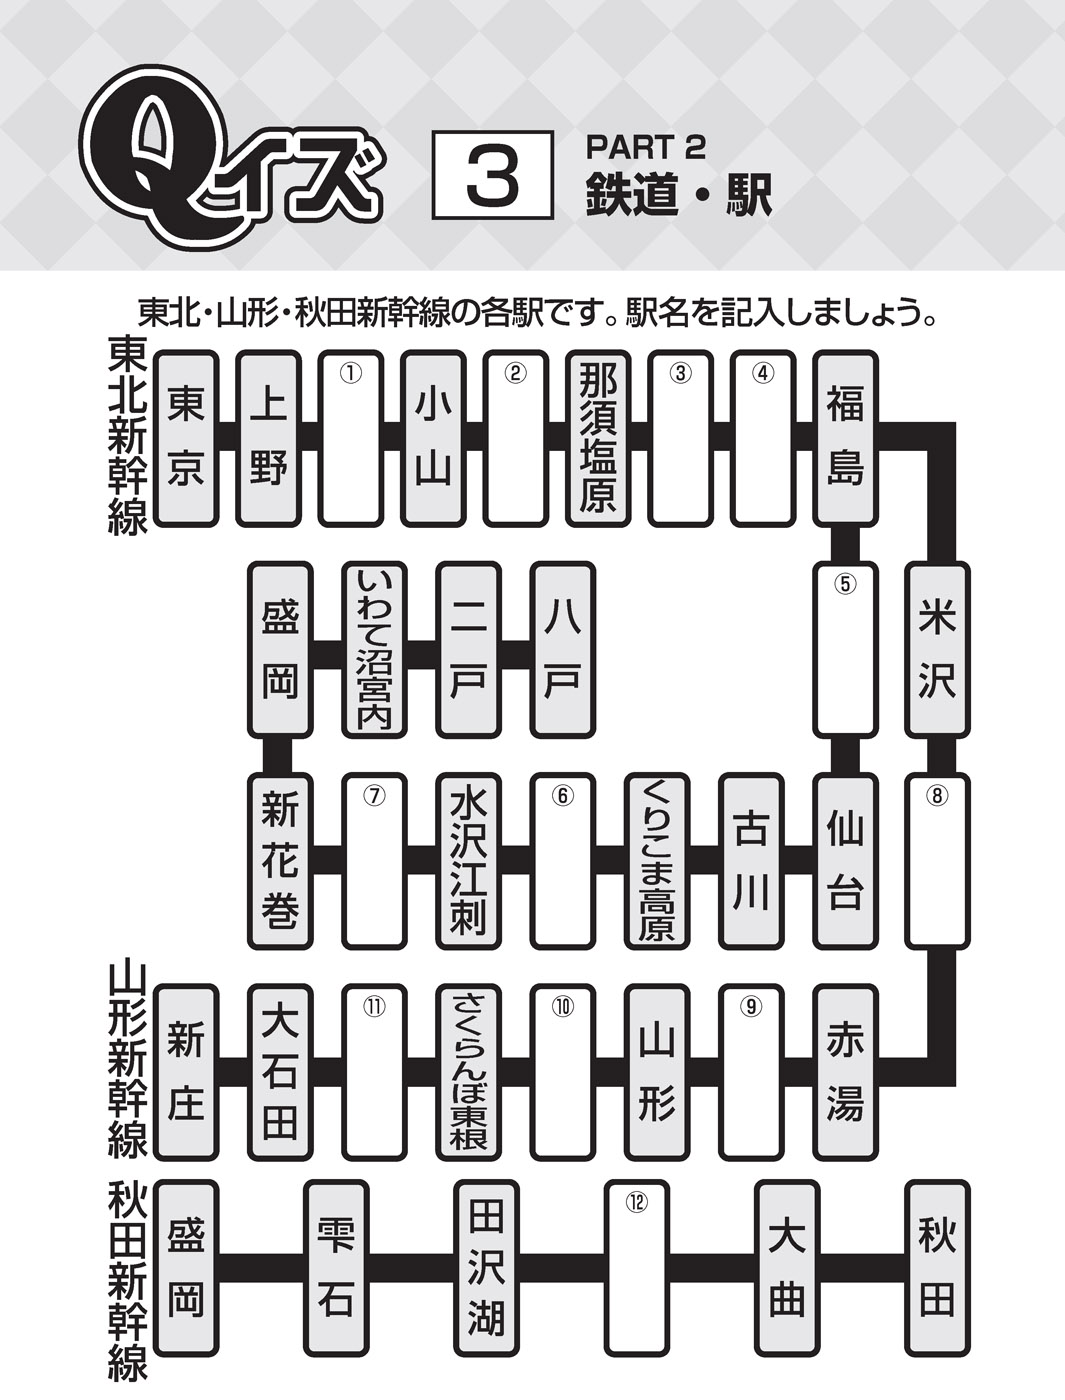 Qイズ
3
PART 2
鉄道・駅
東北・山形・秋田新幹線の各駅です。駅名を記入しましょう。
東北新幹線
東京
上野
①
小山
②
那須塩原
③
④
福島
盛岡
いわて沼宮内
二戸
八戸
⑤
米沢
新花巻
⑦
水沢江刺
⑥
くりこま高原
古川
仙台
⑧
山形新幹線
新庄
大石田
⑪
さくらんぼ東根
⑩
山形
⑨
赤湯
秋田新幹線
盛岡
雫石
田沢湖
⑫
大曲
秋田